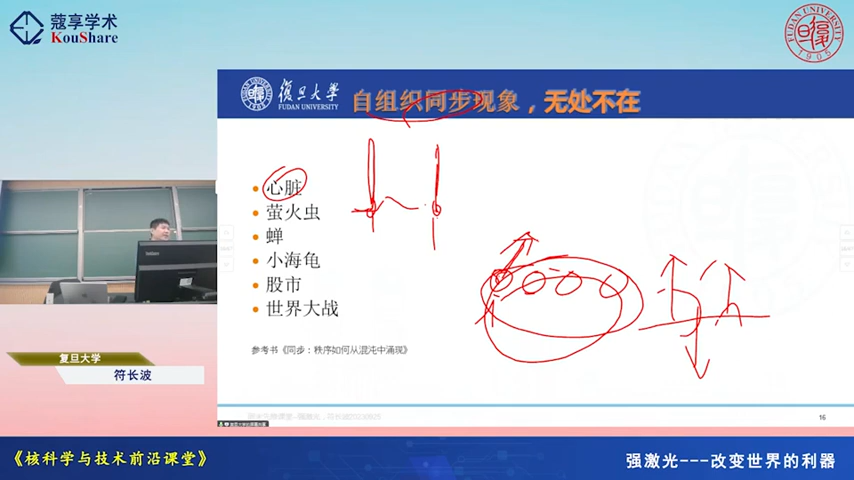 蔻享学术
KouShare
FUDAN UNIVERSITY
1905
復旦大学
FUDAN UNIVERSITY
自组织同步现象，无处不在
心脏
萤火虫
蝉
小海龟
股市
世界大战
参考书《同步：秩序如何从混沌中涌现》
16
复旦大学
符长波
《核科学与技术前沿课堂》
强激光---改变世界的利器